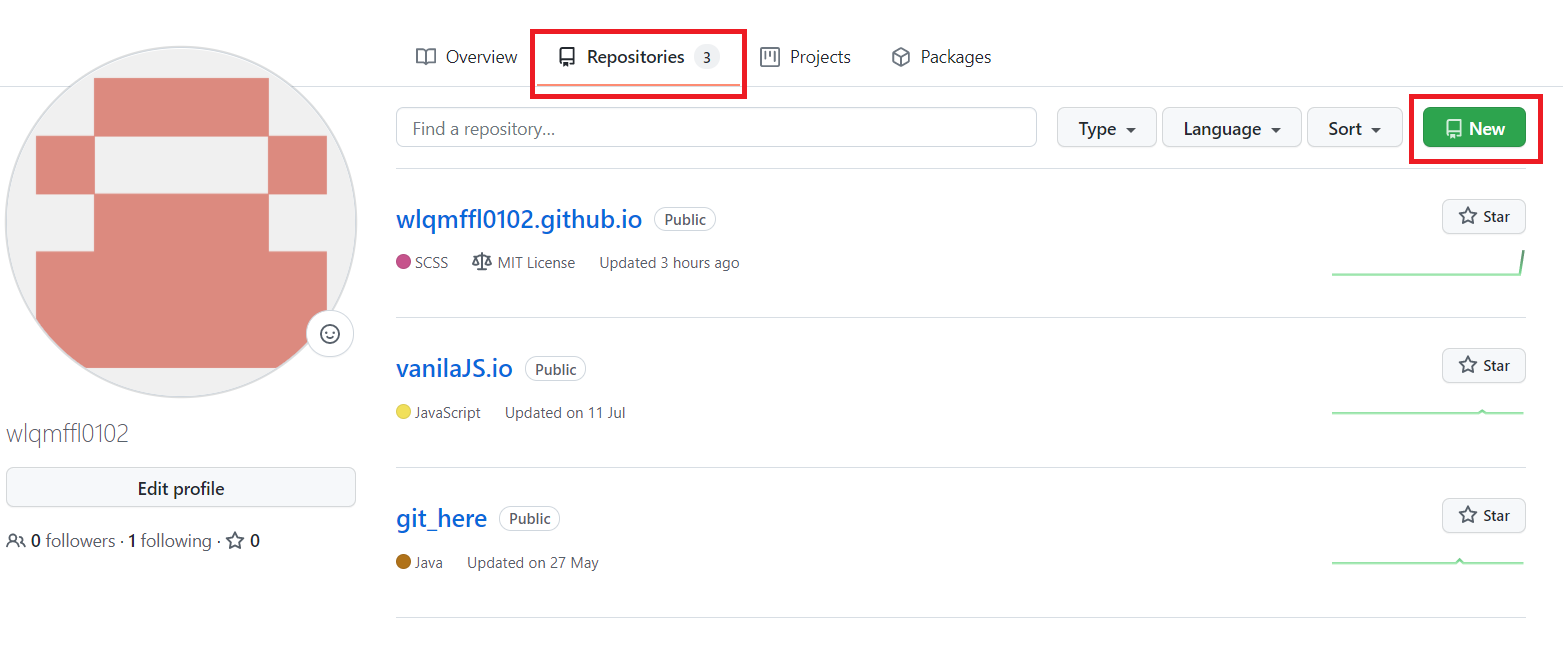 Overview Repositories 3 Projects Packages
Find a repository... Type Language Sort New
wlqmffl0102.github.io Public Star
SCSS MIT License Updated 3 hours ago
vanilaJS.io Public Star
JavaScript Updated on 11 Jul
wlqmffl0102
Edit profile
git_here Public Star
0 followers · 1 following · 0
Java Updated on 27 May